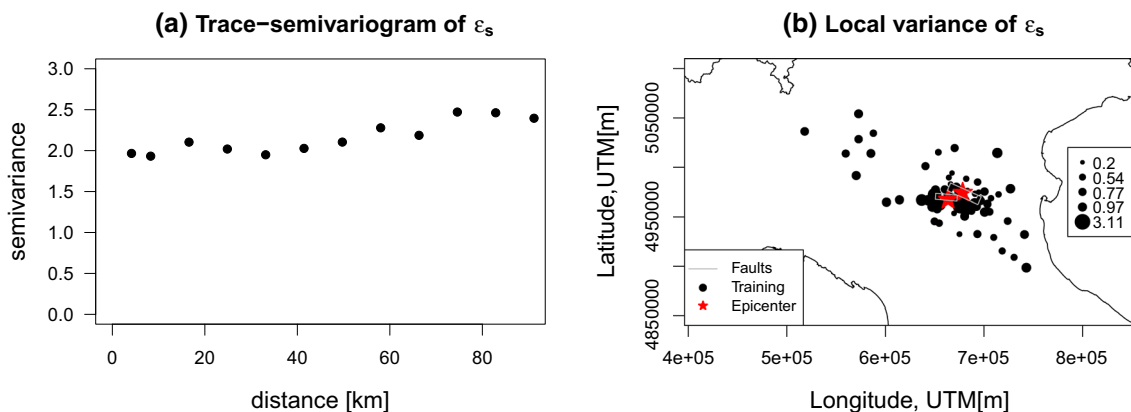 (a) Trace−semivariogram of εs
semivariance
3.0
2.5
2.0
1.5
1.0
0.5
0.0
0
20
40
60
80
distance [km]
(b) Local variance of εs
Latitude,UTM[m]
5050000
4950000
4850000
0.2
0.54
0.77
0.97
3.11
Faults
Training
Epicenter
4e+05
5e+05
6e+05
7e+05
8e+05
Longitude, UTM[m]